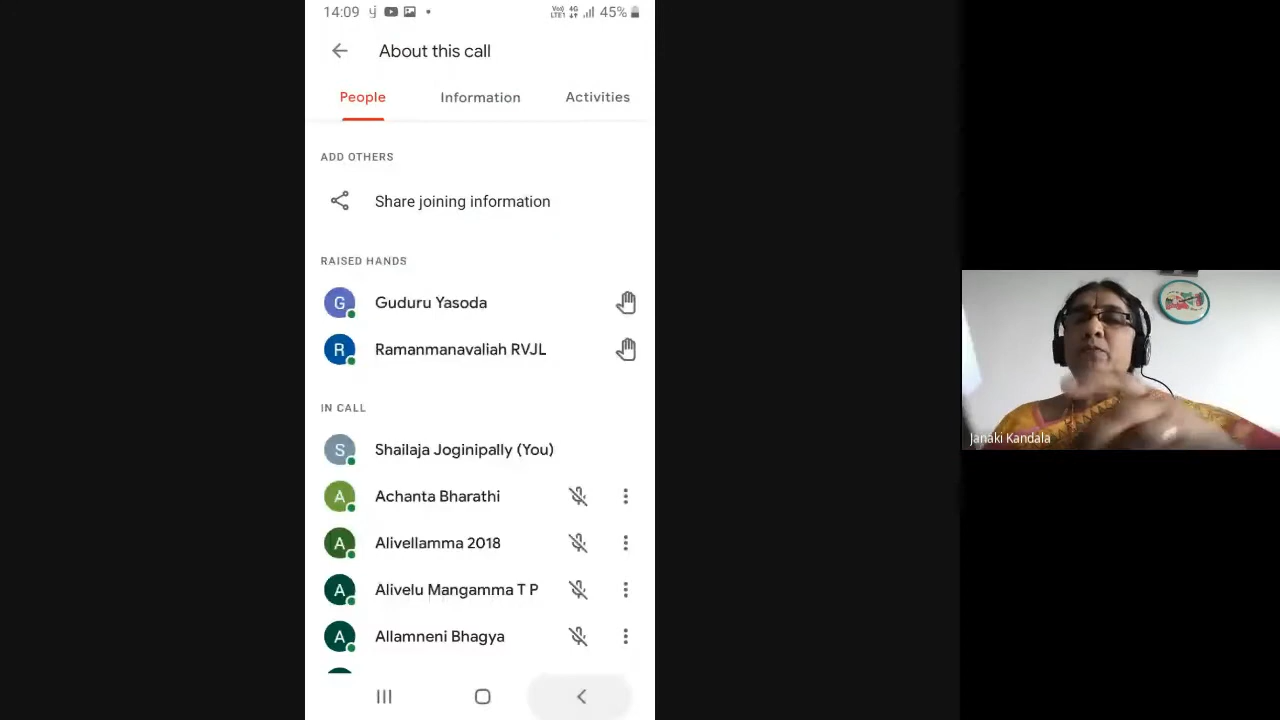 14:09 45%
About this call
People Information Activities
ADD OTHERS
Share joining information
RAISED HANDS
G Guduru Yasoda
R Ramanmanavaliah RVJL
IN CALL
S Shailaja Joginipally (You)
A Achanta Bharathi
A Alivellamma 2018
A Alivelu Mangamma T P
A Allamneni Bhagya
Janaki Kandala